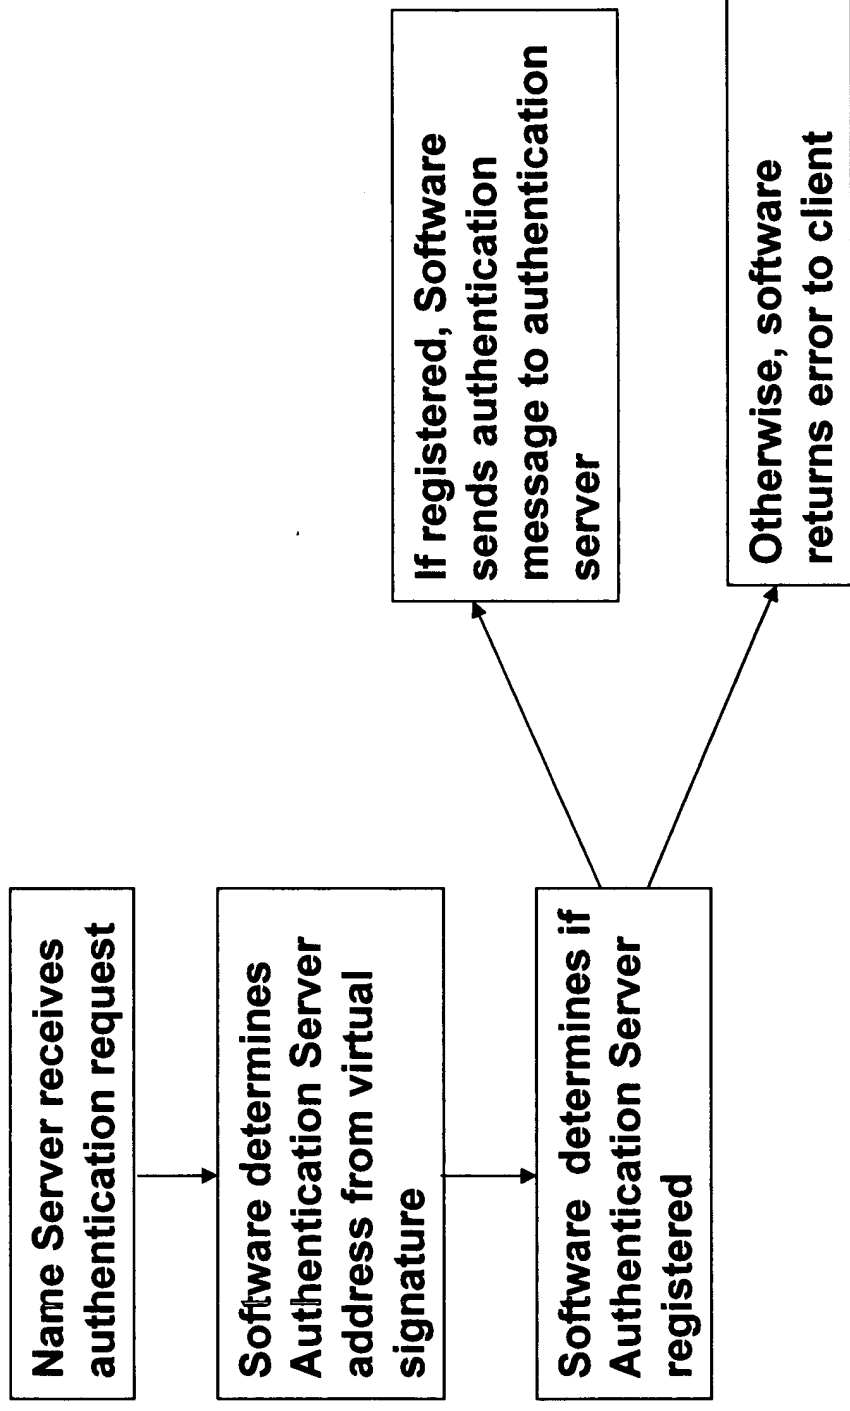 Name Server receives
authentication request
Software determines
Authentication Server
address from virtual
signature
Software determines if
Authentication Server
registered
If registered, Software
sends authentication
message to authentication
server
Otherwise, software
returns error to client